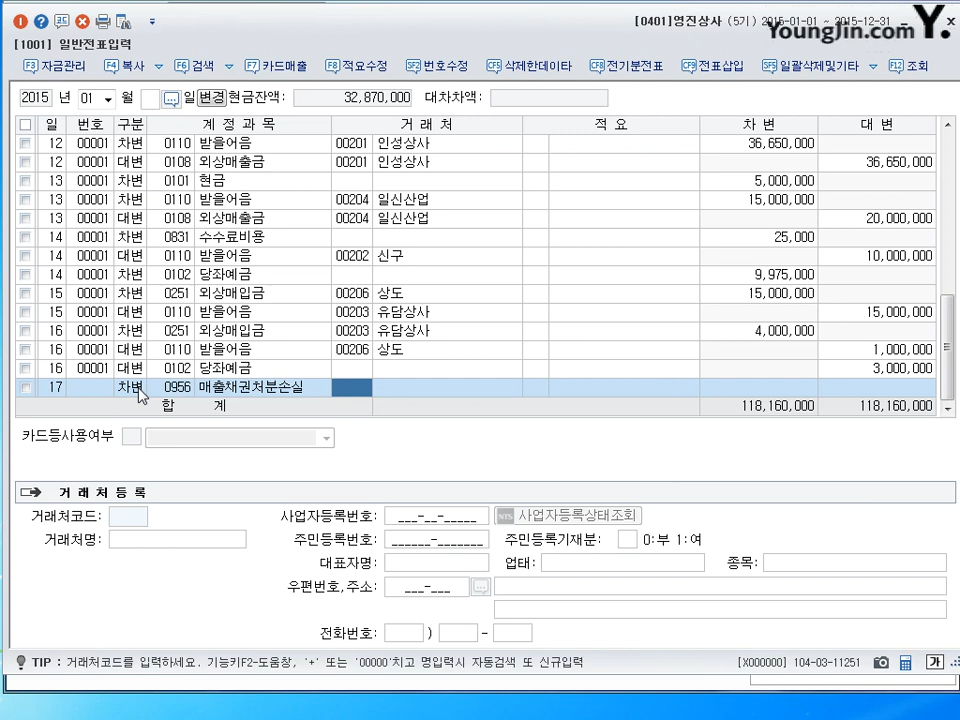 [0401]영진상사 (5기) 2015-01-01 ~ 2015-12-31
YoungJin.com Y.
[1001] 일반전표입력
F3 자금관리 F4 복사 F6 검색 F7 카드매출 F8 적요수정 SF2 번호수정 CF5 삭제한데이타 CF8 전기분전표 CF9 전표삽입 SF5 일괄삭제및기타 F12 조회
2015 년 01 월 일 변경 현금잔액: 32,870,000 대차차액:
일 번호 구분 계 정 과 목 거 래 처 적 요 차 변 대 변
12 00001 차변 0110 받을어음 00201 인성상사 36,650,000
12 00001 대변 0108 외상매출금 00201 인성상사 36,650,000
13 00001 차변 0101 현금 5,000,000
13 00001 차변 0110 받을어음 00204 일신산업 15,000,000
13 00001 대변 0108 외상매출금 00204 일신산업 20,000,000
14 00001 차변 0831 수수료비용 25,000
14 00001 대변 0110 받을어음 00202 신구 10,000,000
14 00001 차변 0102 당좌예금 9,975,000
15 00001 차변 0251 외상매입금 00206 상도 15,000,000
15 00001 대변 0110 받을어음 00203 유담상사 15,000,000
16 00001 차변 0251 외상매입금 00203 유담상사 4,000,000
16 00001 대변 0110 받을어음 00206 상도 1,000,000
16 00001 대변 0102 당좌예금 3,000,000
17 차변 0956 매출채권처분손실
합 계 118,160,000 118,160,000
카드등사용여부
거 래 처 등 록
거래처코드: 사업자등록번호: ___-__-_____ NTS 사업자등록상태조회
거래처명: 주민등록번호: ______-_______ 주민등록기재분: 0:부 1:여
대표자명: 업태: 종목:
우편번호,주소: ___-___
전화번호: ) -
TIP : 거래처코드를 입력하세요. 기능키F2-도움창, '+' 또는 '00000'치고 명입력시 자동검색 또 신규입력 [X000000] 104-03-11251 가